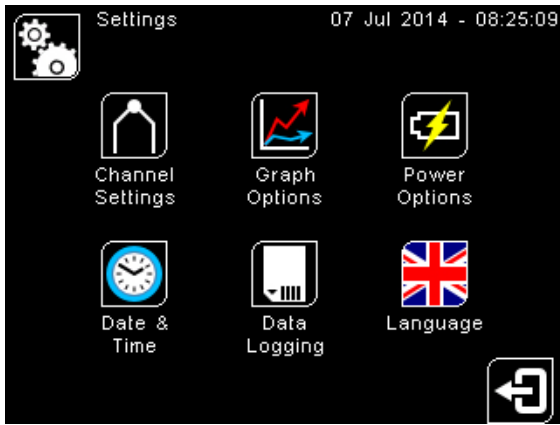 Settings
07 Jul 2014 - 08:25:09
Channel
Settings
Graph
Options
Power
Options
Date &
Time
Data
Logging
Language